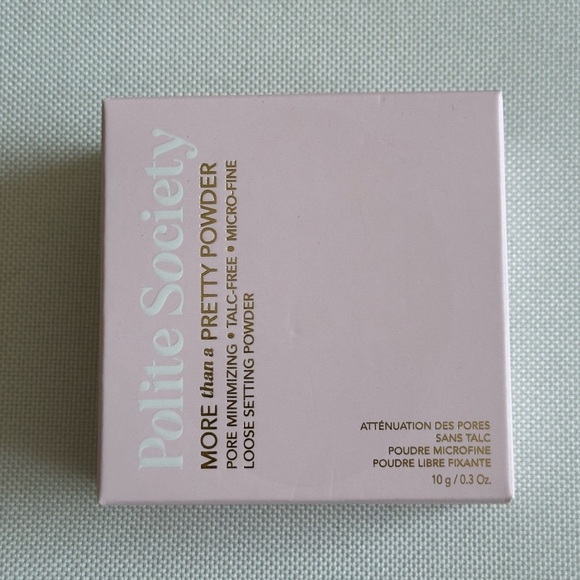 Polite Society
MORE than a PRETTY POWDER
PORE MINIMIZING • TALC-FREE • MICRO-FINE
LOOSE SETTING POWDER
ATTÉNUATION DES PORES
SANS TALC
POUDRE MICROFINE
POUDRE LIBRE FIXANTE
10 g / 0.3 Oz.